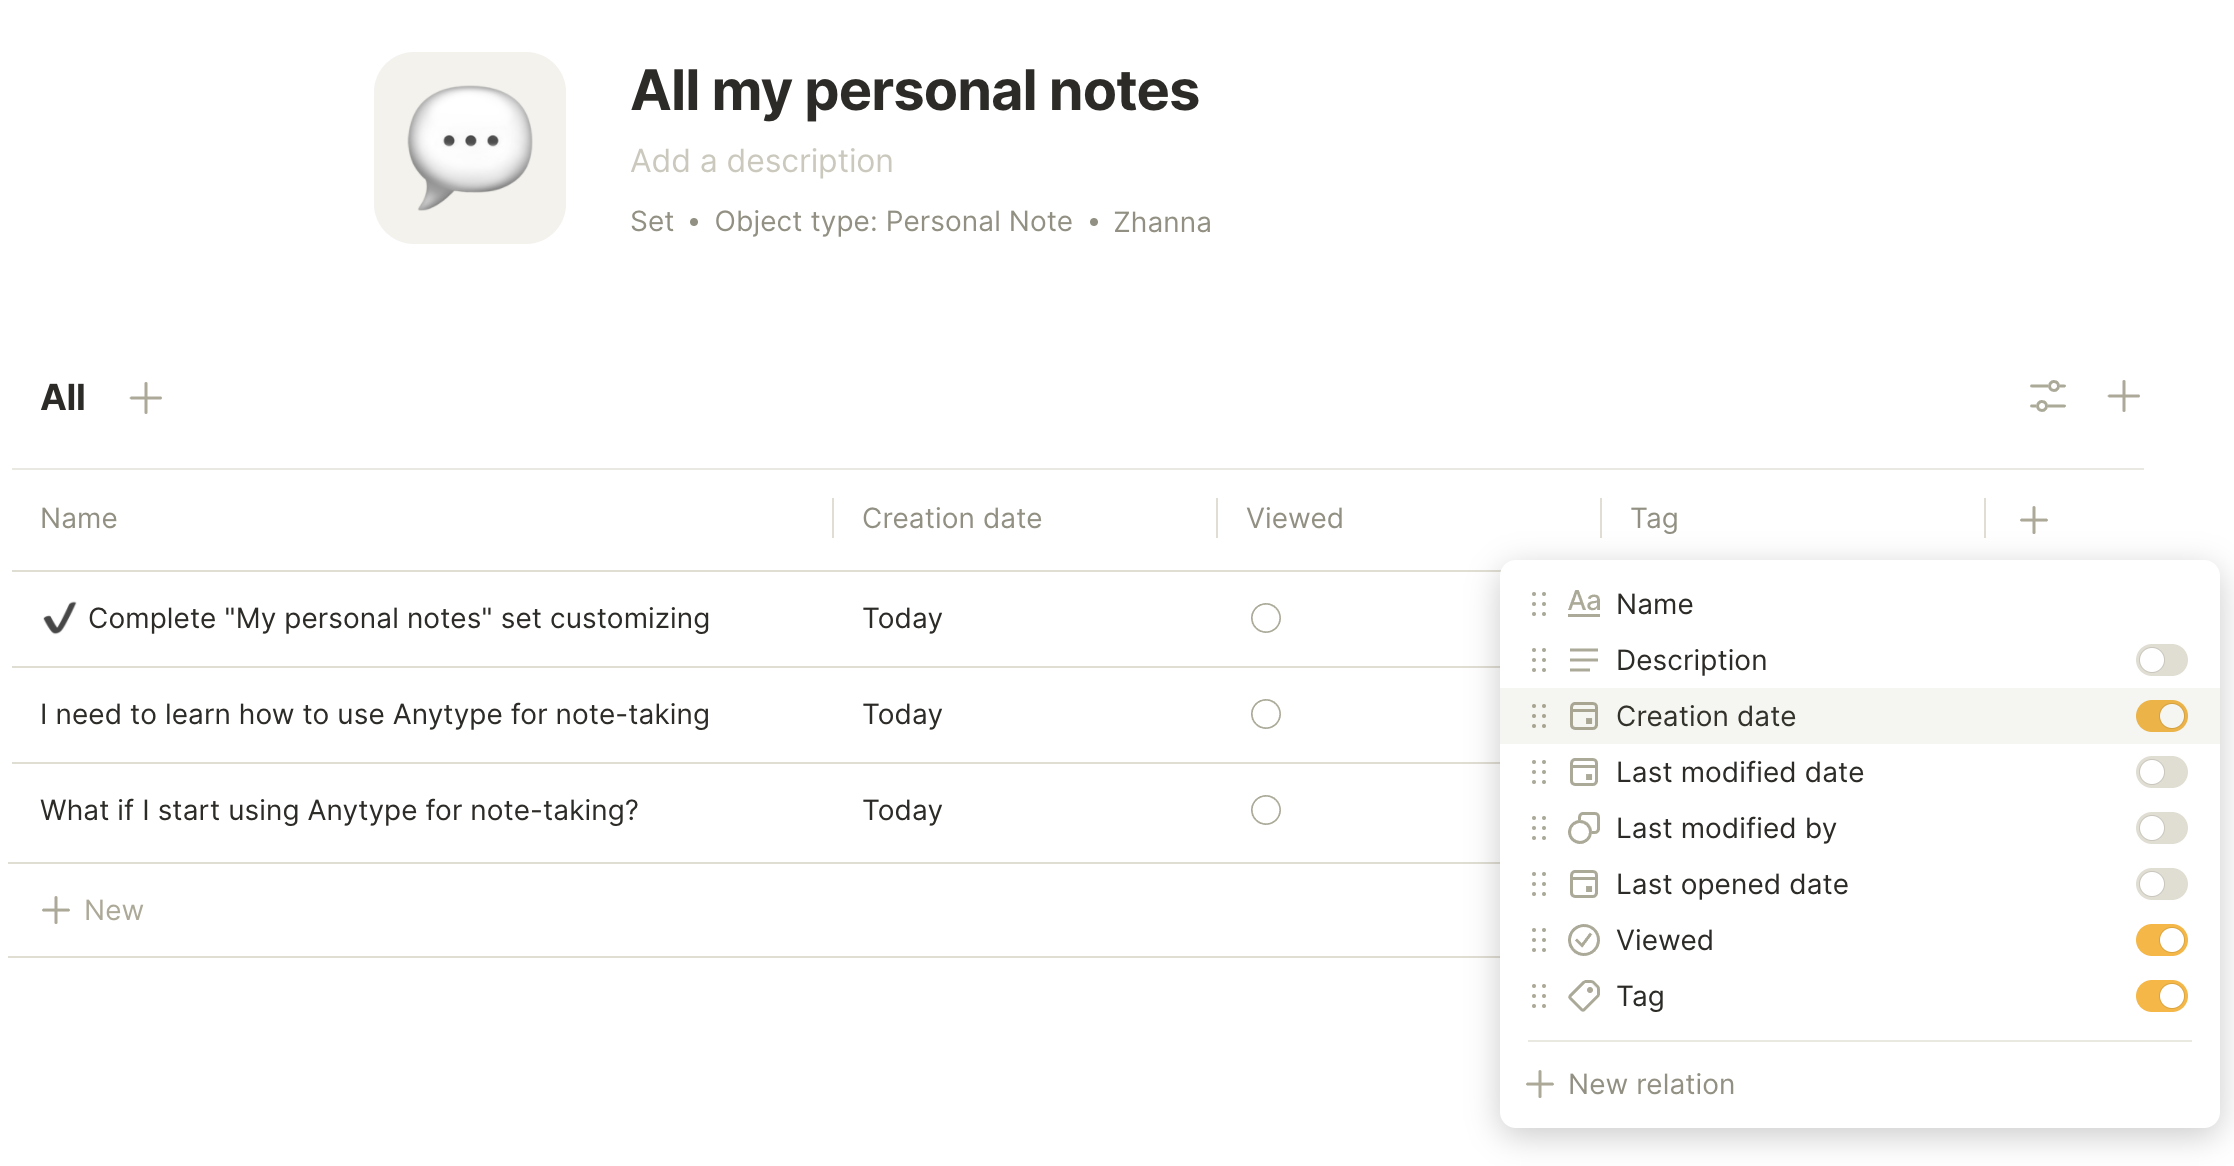 All my personal notes
Add a description
Set • Object type: Personal Note • Zhanna
All
Name Creation date Viewed Tag
Complete "My personal notes" set customizing Today
I need to learn how to use Anytype for note-taking Today
What if I start using Anytype for note-taking? Today
New
Aa Name
Description
Creation date
Last modified date
Last modified by
Last opened date
Viewed
Tag
New relation